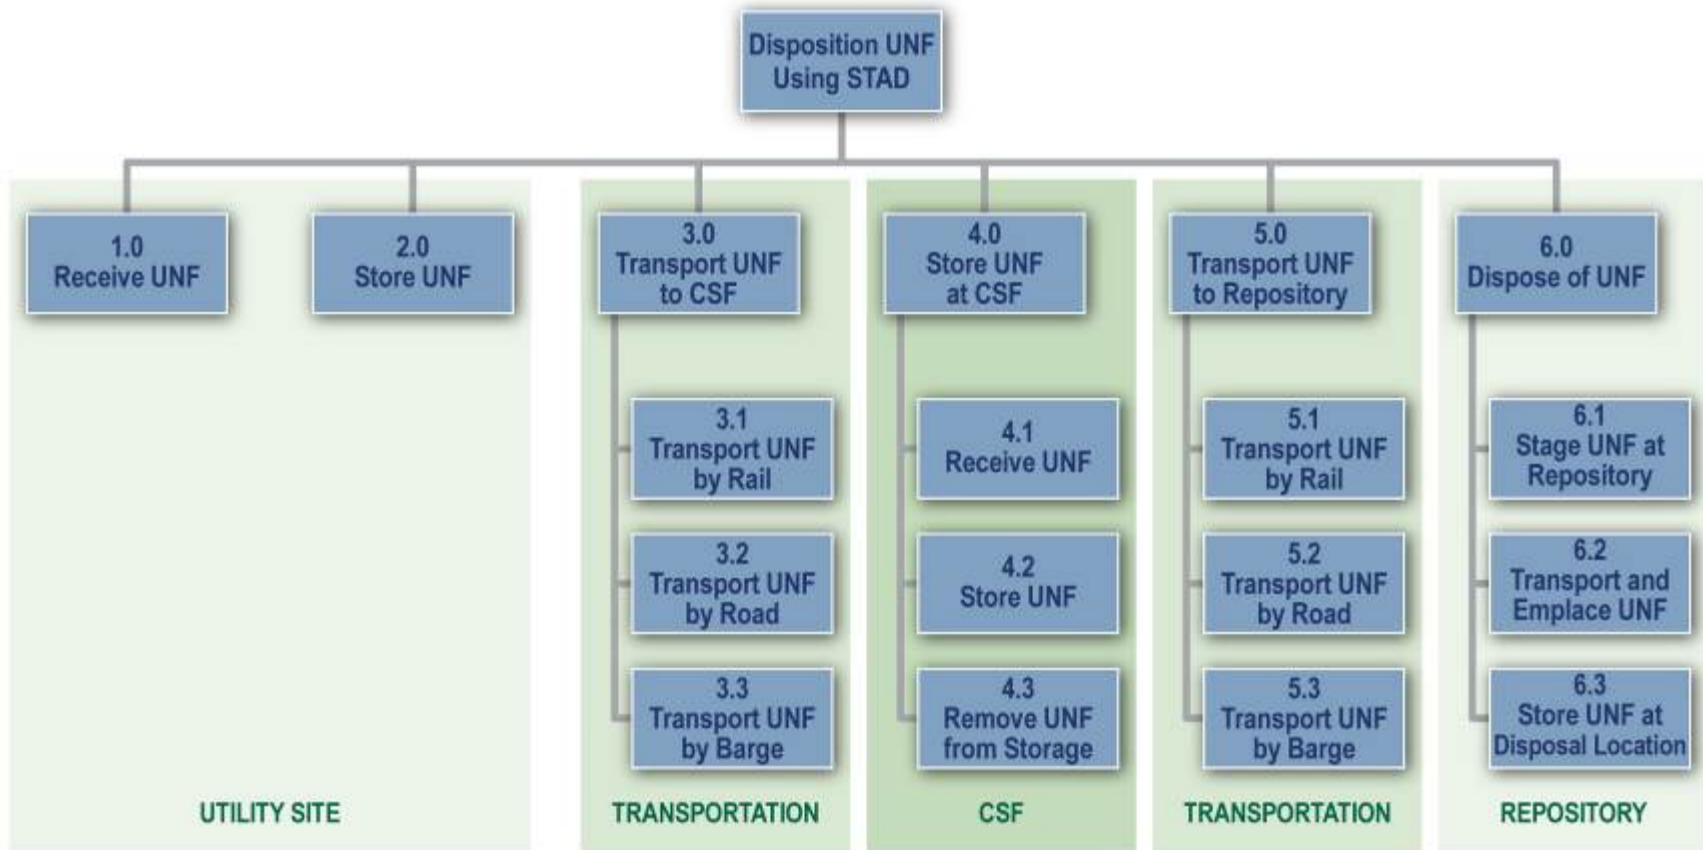 Disposition UNF
Using STAD
1.0
Receive UNF
2.0
Store UNF
3.0
Transport UNF
to CSF
4.0
Store UNF
at CSF
5.0
Transport UNF
to Repository
6.0
Dispose of UNF
3.1
Transport UNF
by Rail
3.2
Transport UNF
by Road
3.3
Transport UNF
by Barge
4.1
Receive UNF
4.2
Store UNF
4.3
Remove UNF
from Storage
5.1
Transport UNF
by Rail
5.2
Transport UNF
by Road
5.3
Transport UNF
by Barge
6.1
Stage UNF at
Repository
6.2
Transport and
Emplace UNF
6.3
Store UNF at
Disposal Location
UTILITY SITE
TRANSPORTATION
CSF
TRANSPORTATION
REPOSITORY